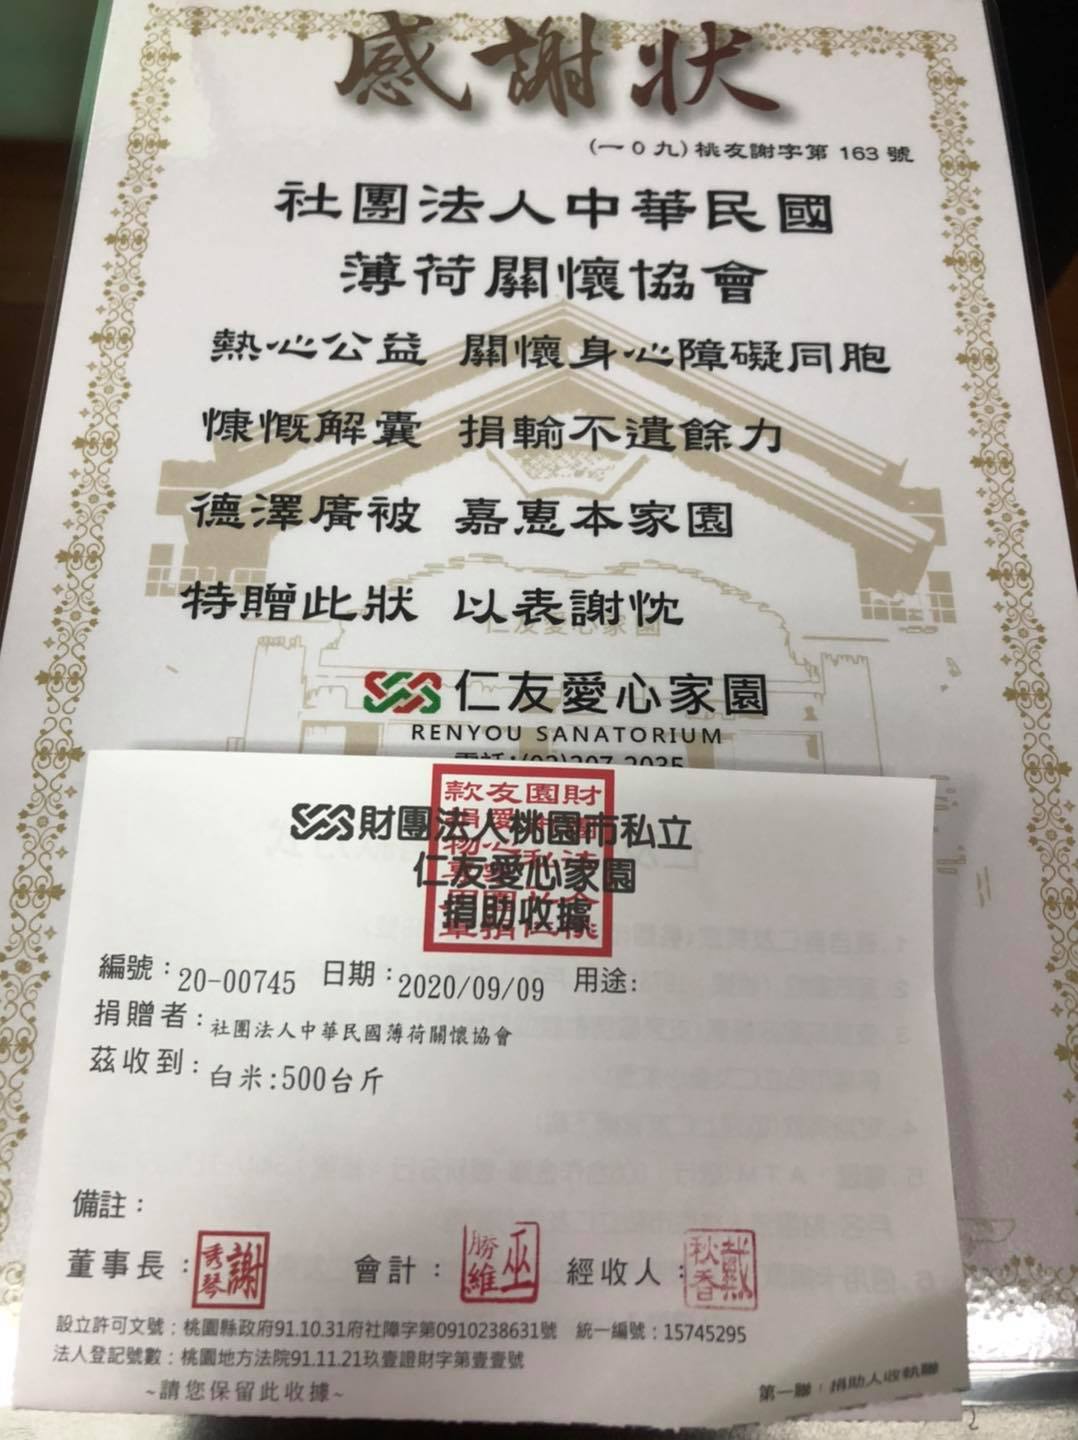 感謝狀
(一0九)桃友謝字第 163 號
社團法人中華民國
薄荷關懷協會
熱心公益 關懷身心障礙同胞
慷慨解囊 捐輸不遺餘力
德澤廣被 嘉惠本家園
特贈此狀 以表謝忱
仁友愛心家園
仁友愛心家園
RENYOU SANATORIUM
財團法人桃園市私立
仁友愛心家園
捐助收據
編號：20-00745 日期：2020/09/09 用途:
捐贈者：社團法人中華民國薄荷關懷協會
茲收到：白米:500台斤
備註：
董事長：謝秀琴 會計：巫勝維 經收人：戴秋香
設立許可文號：桃園縣政府91.10.31府社障字第0910238631號 統一編號：15745295
法人登記號數：桃園地方法院91.11.21玖壹證財字第壹壹號
~請您保留此收據~
第一聯：捐助人收執聯